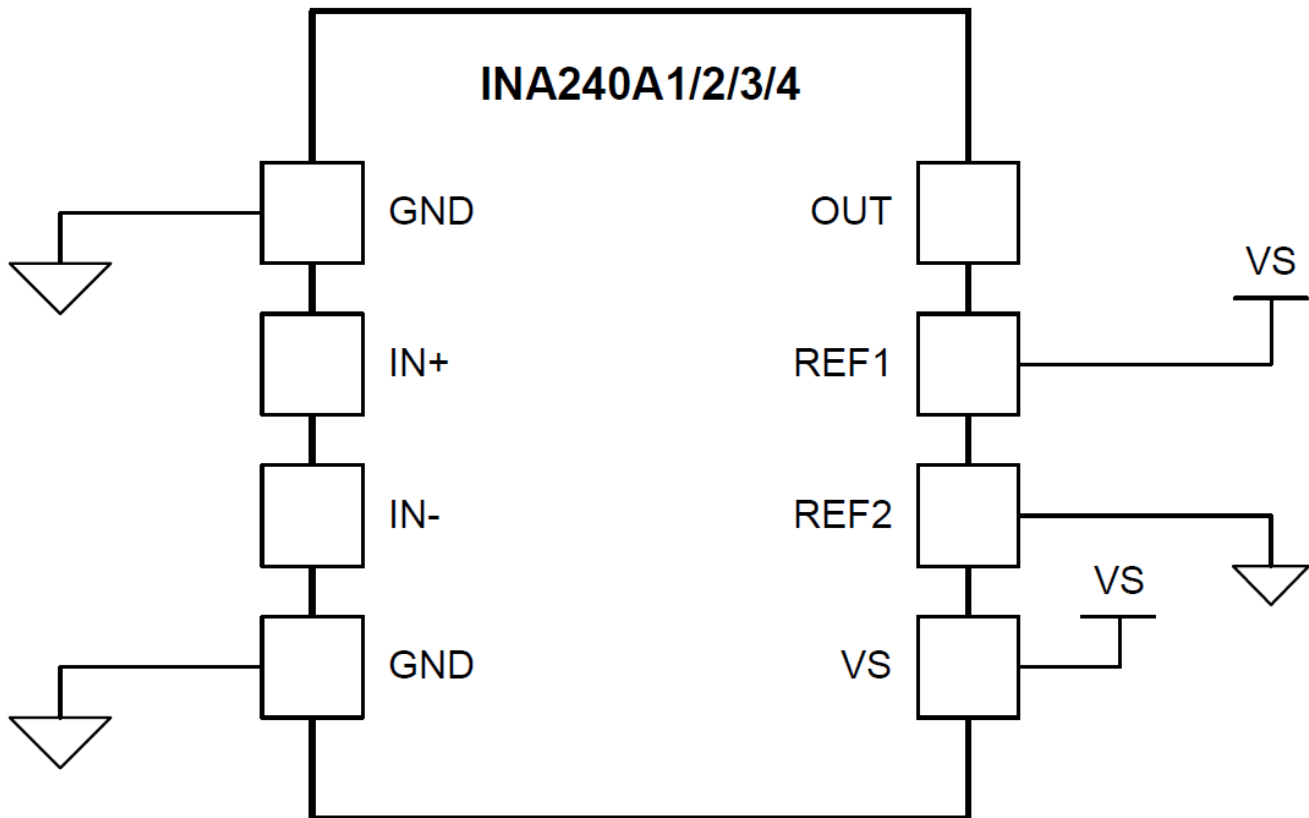 INA240A1/2/3/4
GND
OUT
VS
IN+
REF1
IN-
REF2
VS
GND
VS